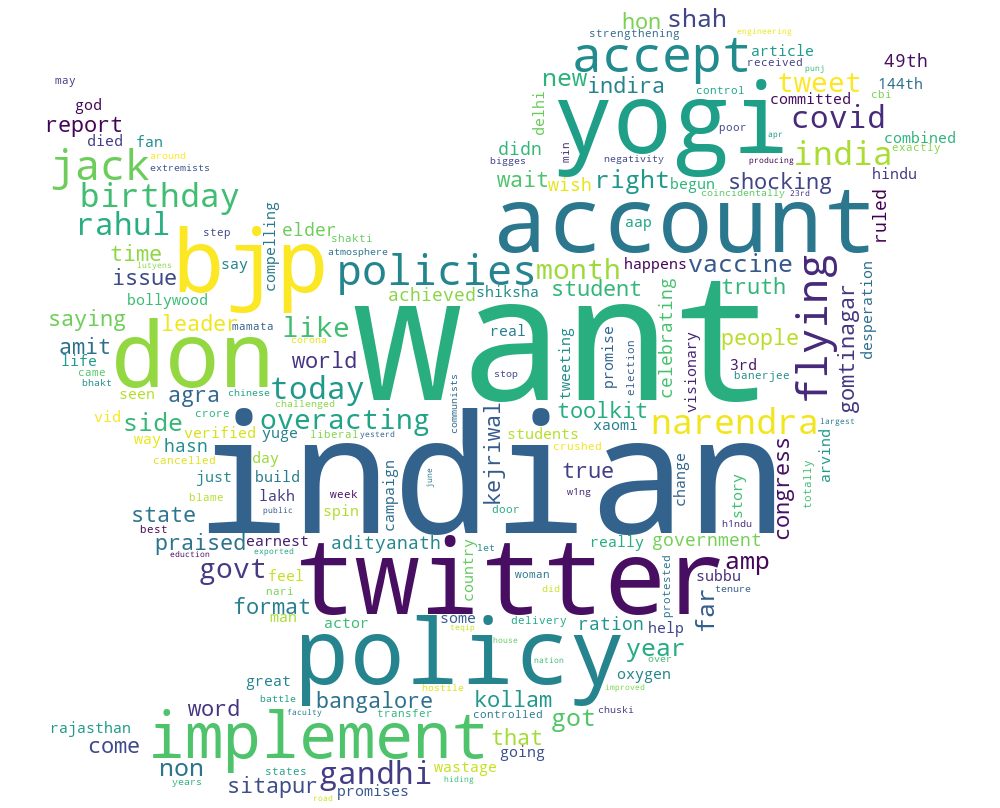 hon
shah
engineering
strengthening
accept
article
received
49th
may
new
indira
control
punj
tweet
144th
cbi
god
report
delhi
yogi
committed
covid
combined
died
fan
didn
min
poor
apr
india
exactly
jack
around
extremists
bigges
negativity
producing
hindu
birthday
wait
wish
right
begun
shocking
coincidentally
23rd
rahul
step
compelling
elder
shakti
account
aap
ruled
time
bjp
atmosphere
issue
lutyens
say
policies
month
happens
vaccine
flying
desperation
bollywood
achieved
shiksha
student
truth
saying
leader
mamata
like
corona
want
real
tweeting
promise
election
celebrating
visionary
people
gomtinagar
amit
life
don
world
stop
3rd
came
bhakt
seen
agra
chinese
today
challenged
communists
xaomi
banerjee
vid
side
crore
overacting
toolkit
narendra
largest
way
verified
yuge
liberal
yesterd
kejriwal
students
crushed
arvind
hasn
cancelled
day
indian
true
change
story
congress
totally
just
build
june
w1ng
blame
lakh
week
campaign
door
h1ndu
state
public
spin
best
praised
earnest
adityanath
let
really
government
eduction
exported
twitter
govt
feel
country
woman
amp
nari
did
protested
subbu
tenure
format
man
actor
some
teqip
delivery
ration
help
far
policy
house
over
year
great
nation
oxygen
battle
hostile
improved
word
bangalore
kollam
faculty
transfer
controlled
got
chuski
rajasthan
implement
that
come
going
non
states
gandhi
wastage
years
sitapur
promises
hiding
road